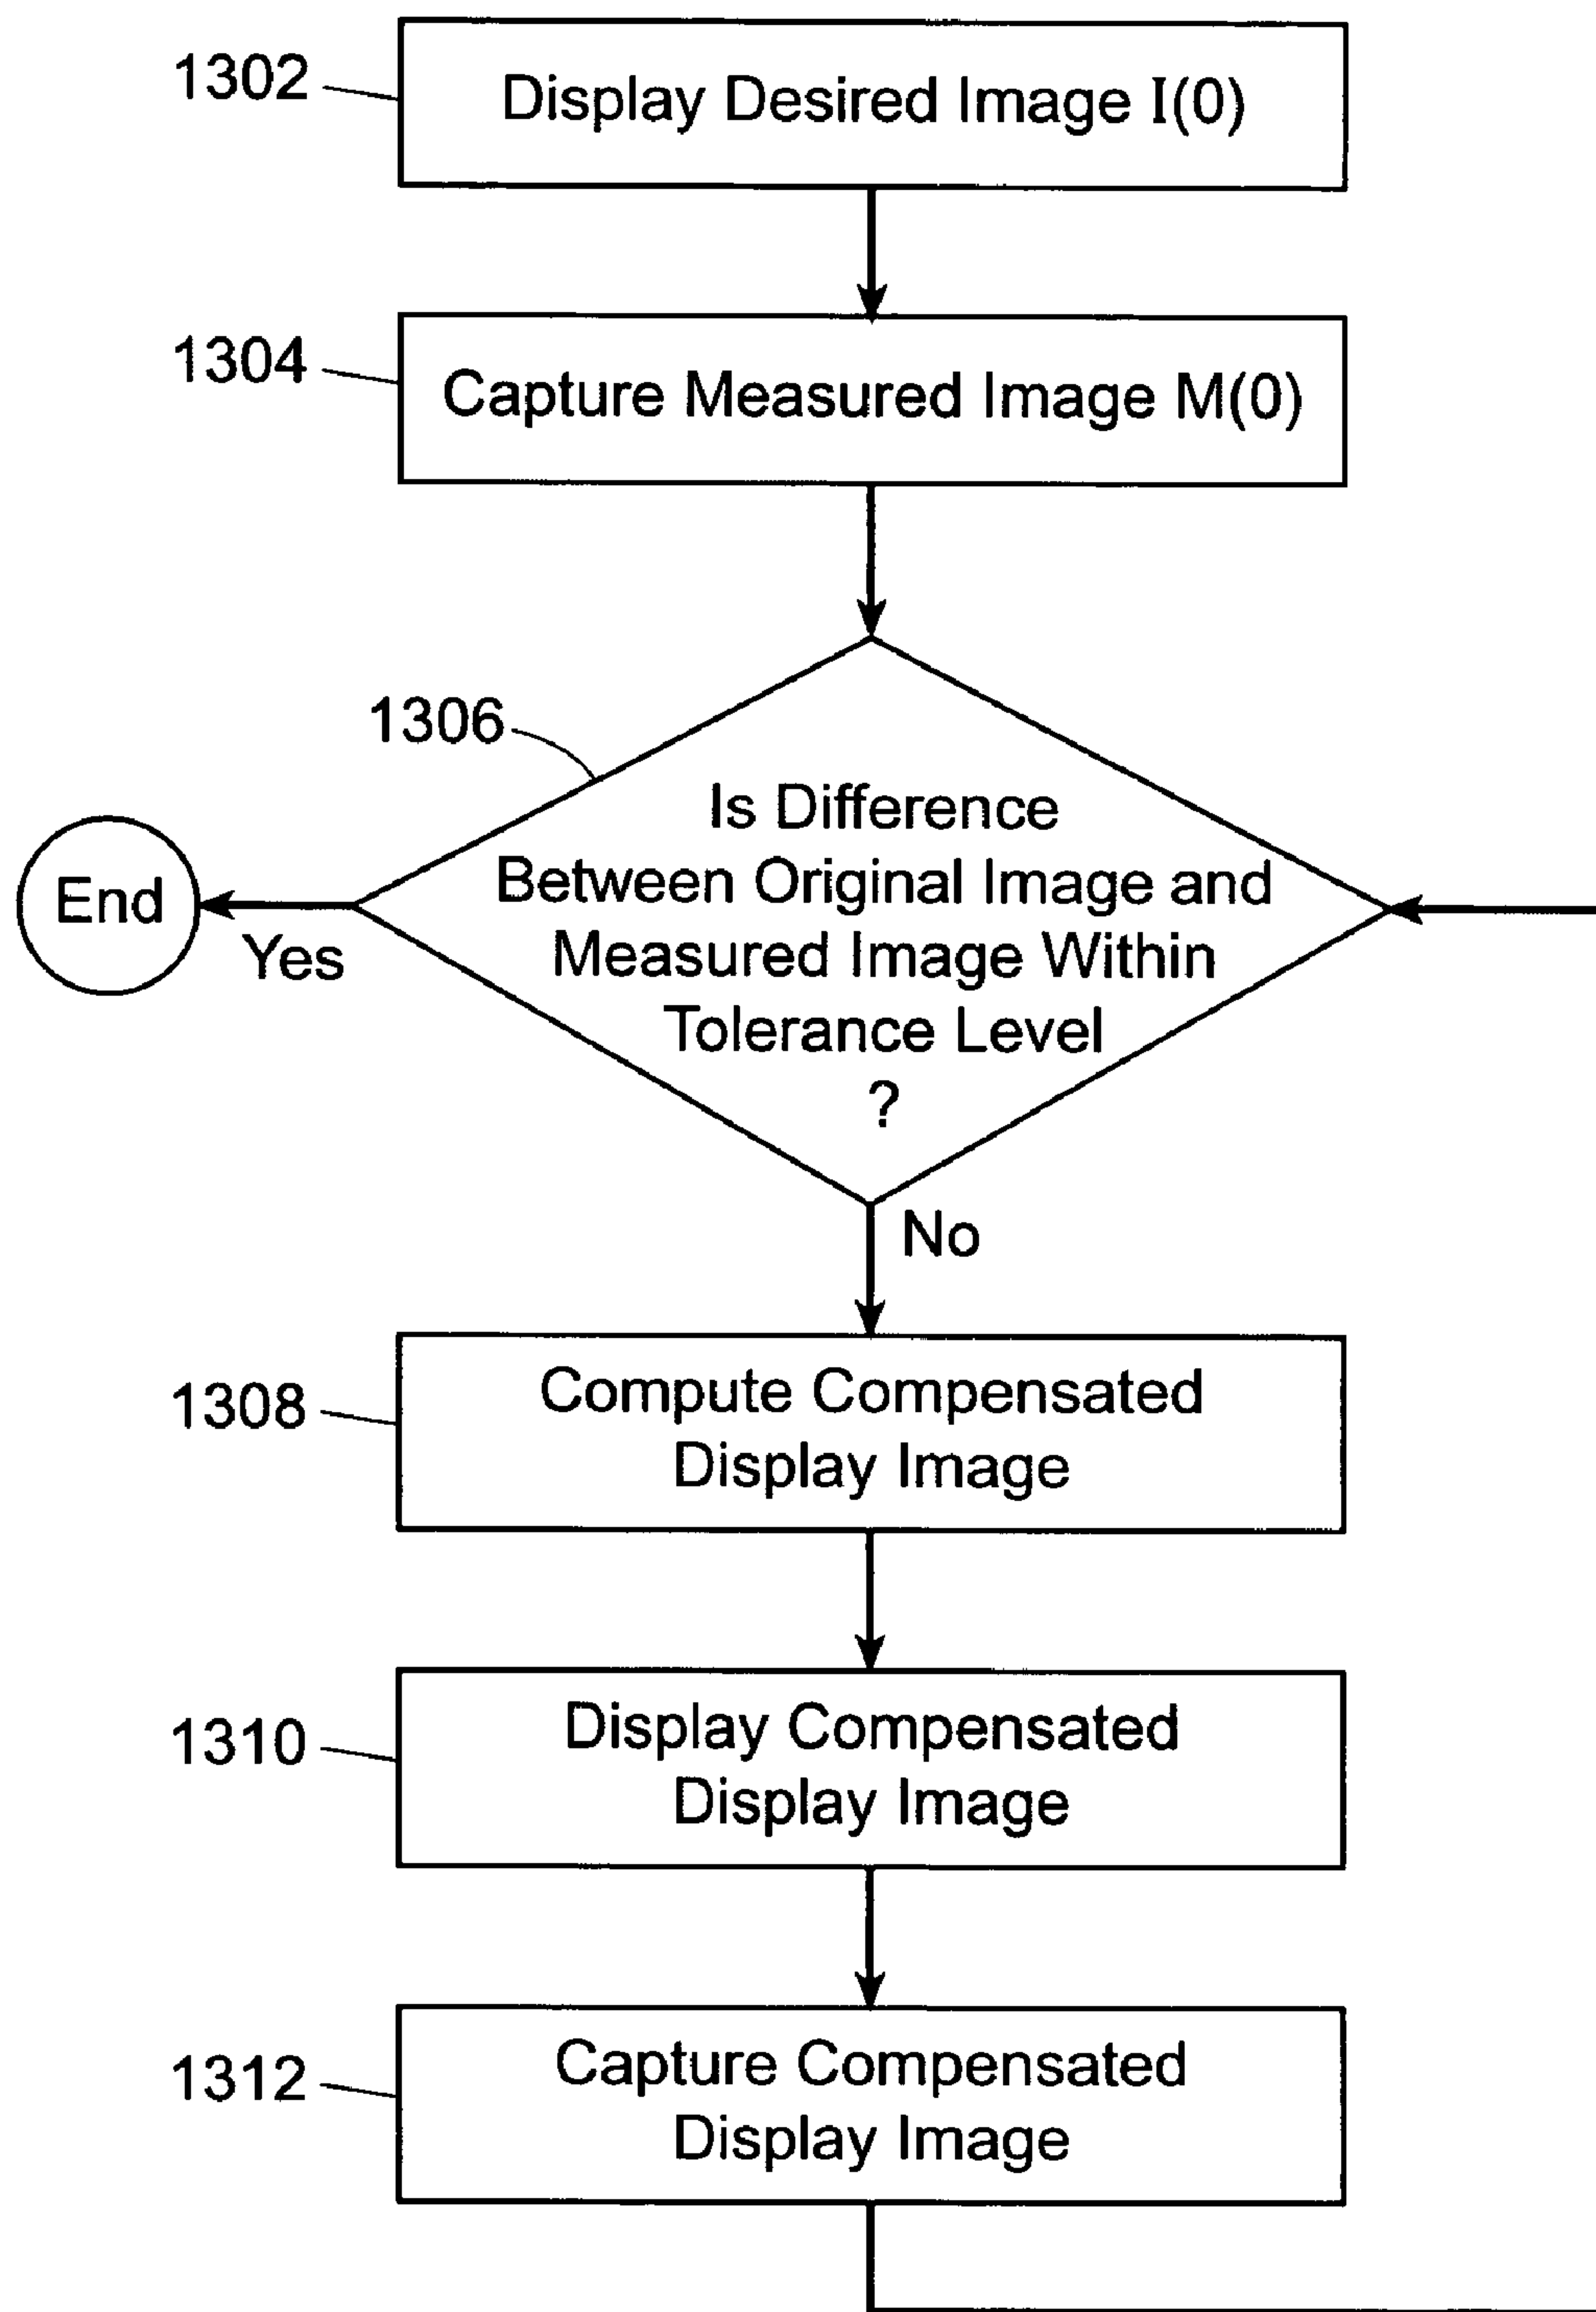 1302
Display Desired Image I(0)
1304
Capture Measured Image M(0)
1306
Is Difference
Between Original Image and
Measured Image Within
Tolerance Level
?
End
Yes
No
1308
Compute Compensated
Display Image
1310
Display Compensated
Display Image
1312
Capture Compensated
Display Image